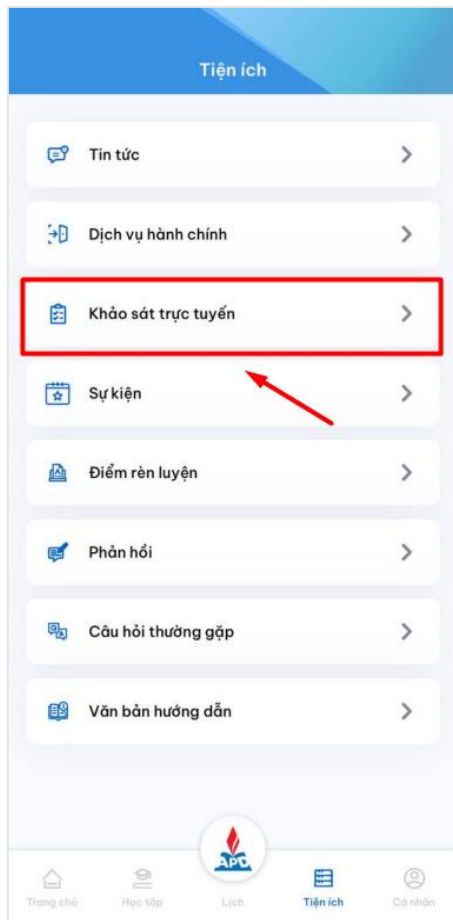 Tiện ích
Tin tức
Dịch vụ hành chính
Khảo sát trực tuyến
Sự kiện
Điểm rèn luyện
Phản hồi
Câu hỏi thường gặp
Văn bản hướng dẫn
APD
Trang chủ
Học tập
Lịch
Tiện ích
Cá nhân